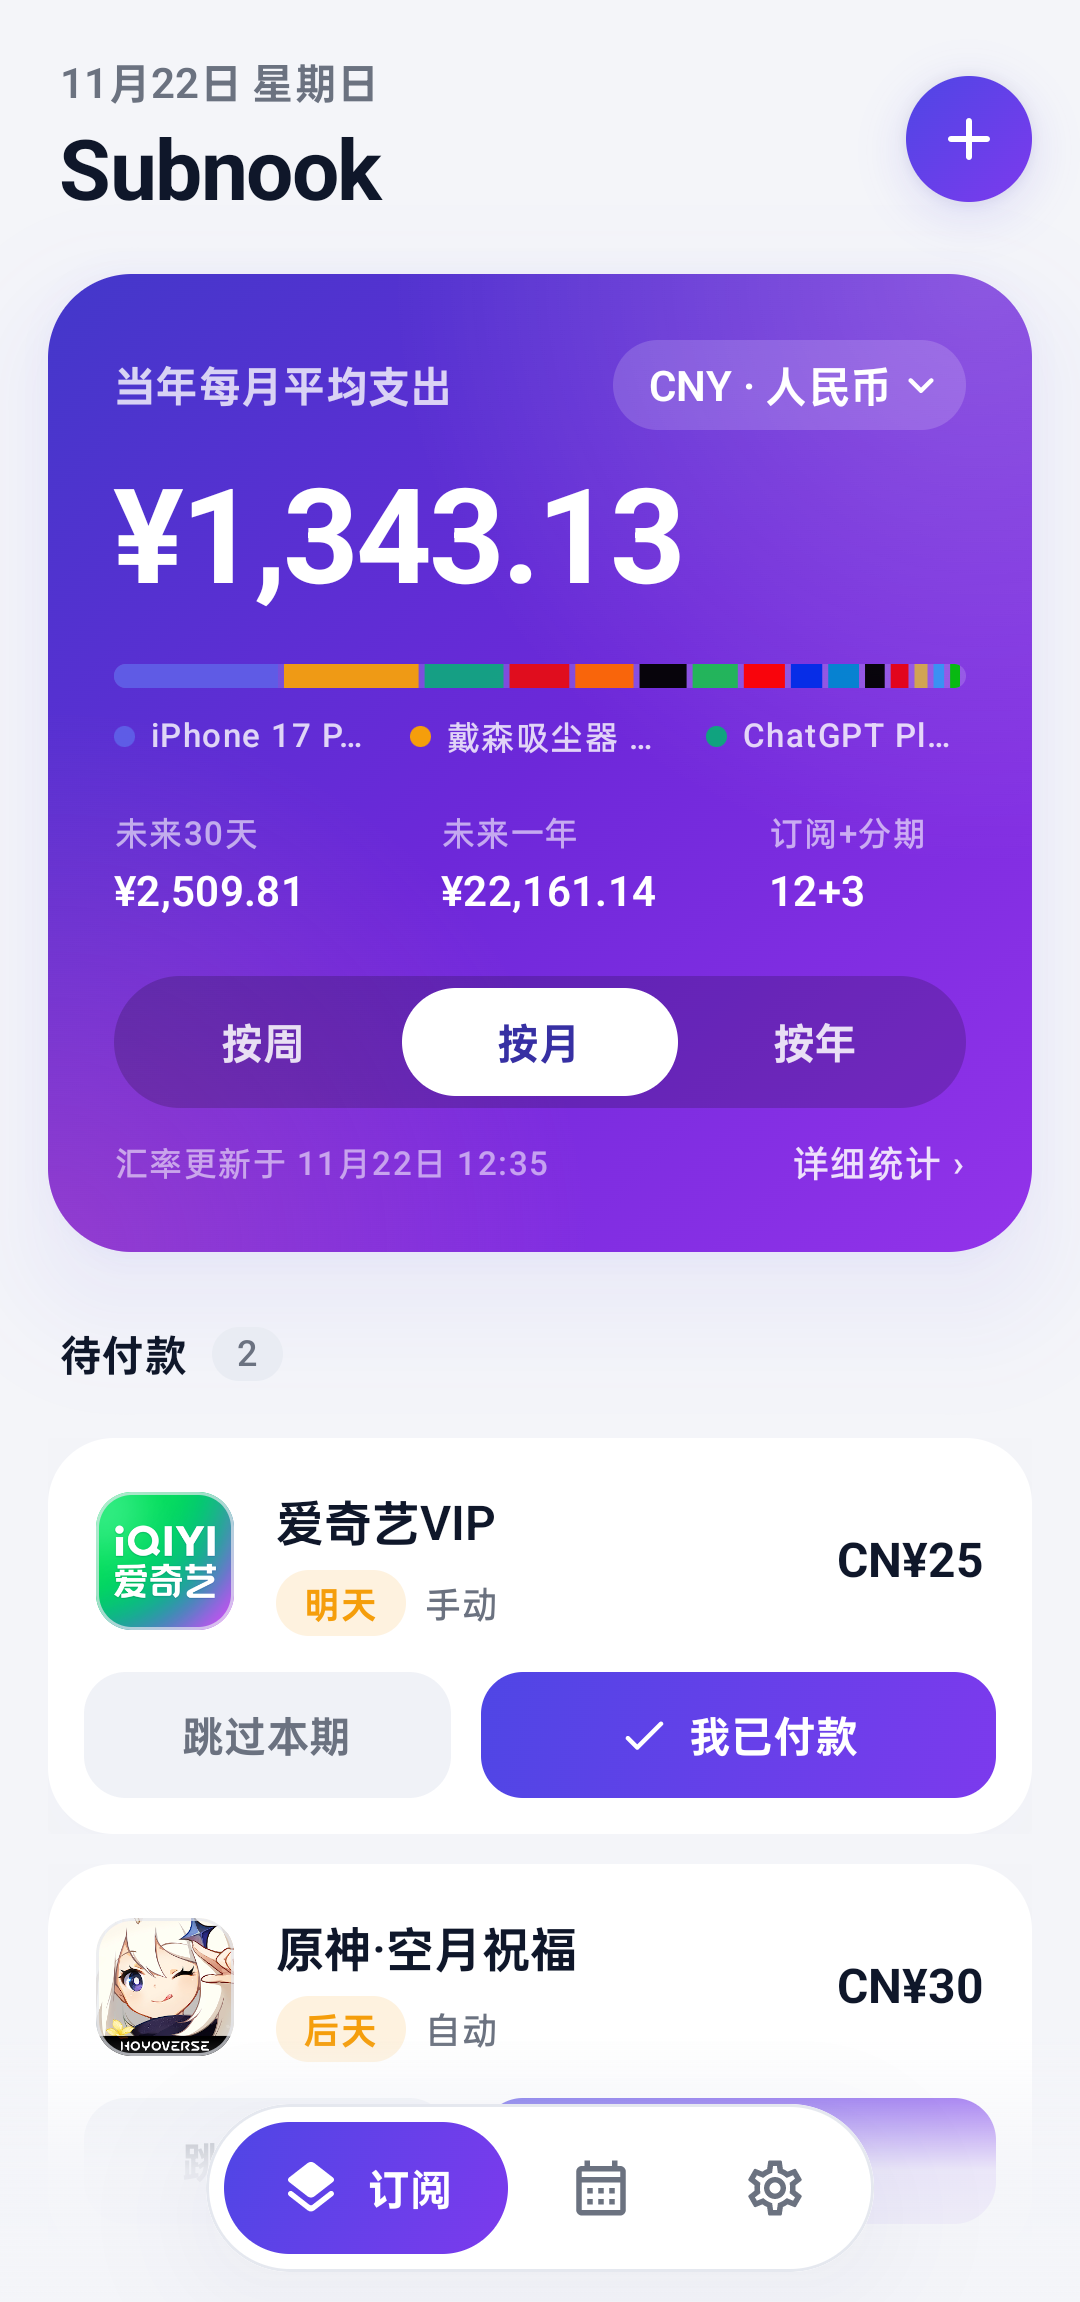 11月22日 星期日
Subnook
当年每月平均支出
CNY · 人民币
¥1,343.13
iPhone 17 P...
戴森吸尘器 ...
ChatGPT Pl...
未来30天
未来一年
订阅+分期
¥2,509.81
¥22,161.14
12+3
按周
按月
按年
汇率更新于 11月22日 12:35
详细统计 ›
待付款
2
iQIYI
爱奇艺
爱奇艺VIP
明天
手动
CN¥25
跳过本期
我已付款
HOYOVERSE
原神·空月祝福
后天
自动
CN¥30
跳
订阅